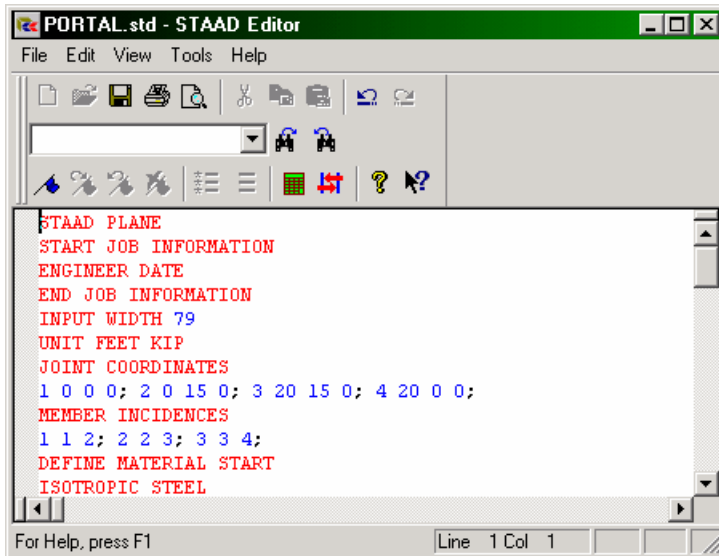 PORTAL.std - STAAD Editor
File Edit View Tools Help
STAAD PLANE
START JOB INFORMATION
ENGINEER DATE
END JOB INFORMATION
INPUT WIDTH 79
UNIT FEET KIP
JOINT COORDINATES
1 0 0 0; 2 0 15 0; 3 20 15 0; 4 20 0 0;
MEMBER INCIDENCES
1 1 2; 2 2 3; 3 3 4;
DEFINE MATERIAL START
ISOTROPIC STEEL
For Help, press F1 Line 1 Col 1